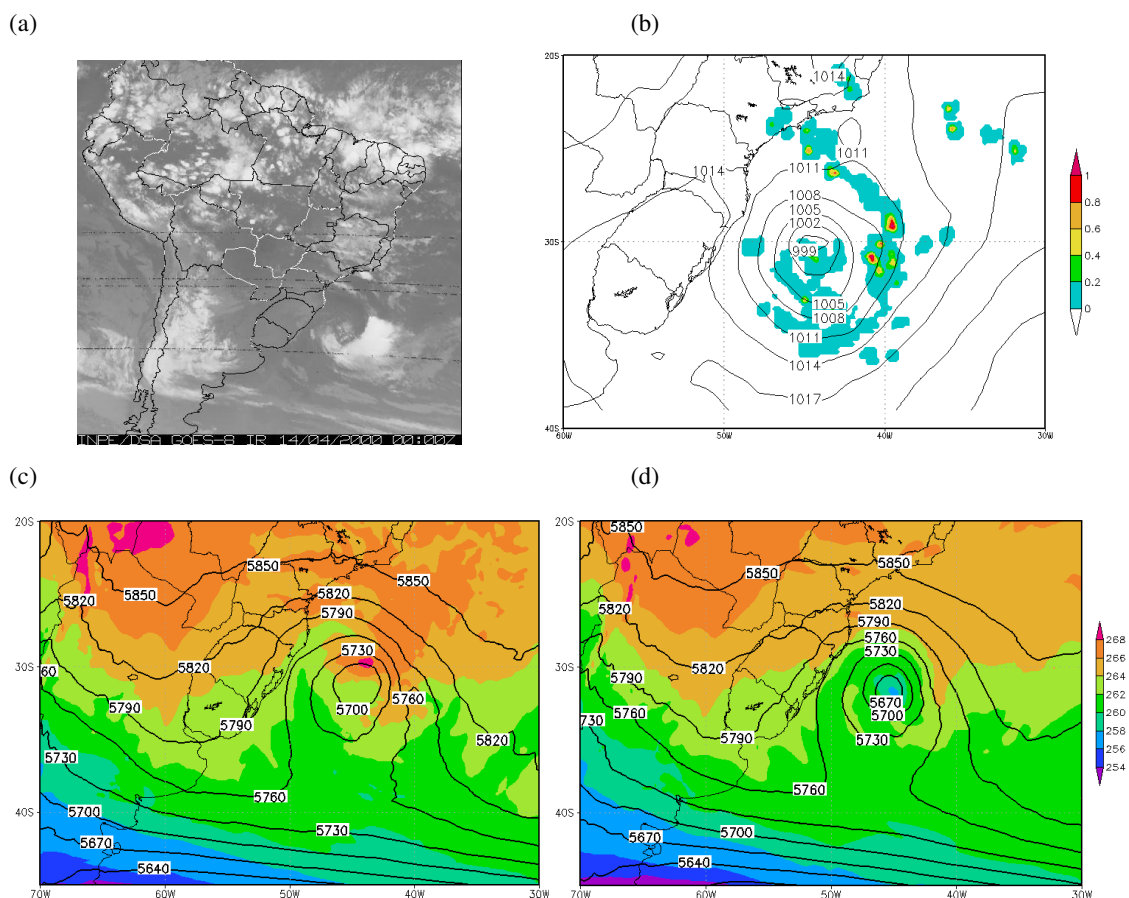 (a)
(b)
INPE/DSA GOES-8 IR 14/04/2000 00:00Z
20S
30S
40S
60W
50W
40W
30W
1014
1011
1014
1011
1008
1005
1002
999
1005
1008
1011
1014
1017
1
0.8
0.6
0.4
0.2
0
(c)
(d)
20S
30S
40S
70W
60W
50W
40W
30W
5850
5850
5850
5820
5820
5790
5730
5820
60
5760
5700
5790
5790
5820
5730
5760
5700
5730
5670
5640
20S
30S
40S
70W
60W
50W
40W
30W
5850
5850
5850
5820
5820
5790
5760
5730
5820
5790
5760
5670
5700
5730
5790
5730
5760
5700
5670
5640
268
266
264
262
260
258
256
254